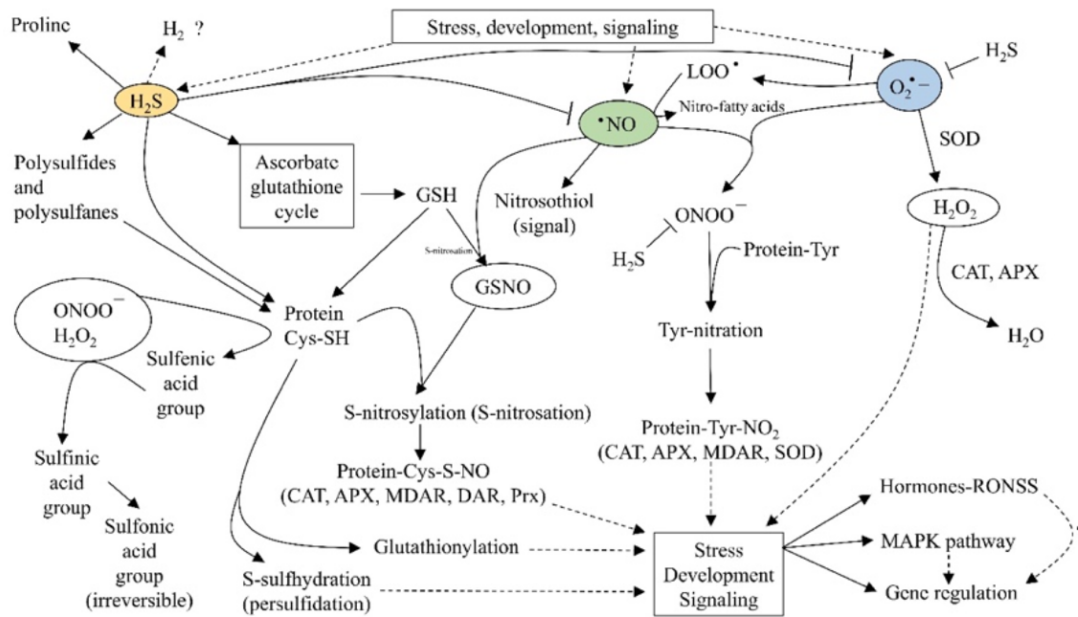 Proline
H₂ ?
Stress, development, signaling
H₂S
H₂S
LOO•
O₂•−
•NO
Nitro-fatty acids
SOD
Polysulfides
and
polysulfanes
Ascorbate
glutathione
cycle
GSH
Nitrosothiol
(signal)
ONOO−
H₂O₂
S-nitrosation
H₂S
Protein-Tyr
CAT, APX
GSNO
ONOO−
H₂O₂
Protein
Cys-SH
Tyr-nitration
H₂O
Sulfenic
acid
group
S-nitrosylation (S-nitrosation)
Protein-Tyr-NO₂
(CAT, APX, MDAR, SOD)
Sulfinic
acid
group
Protein-Cys-S-NO
(CAT, APX, MDAR, DAR, Prx)
Hormones-RONSS
Sulfonic
acid
group
(irreversible)
Glutathionylation
Stress
Development
Signaling
MAPK pathway
S-sulfhydration
(persulfidation)
Gene regulation